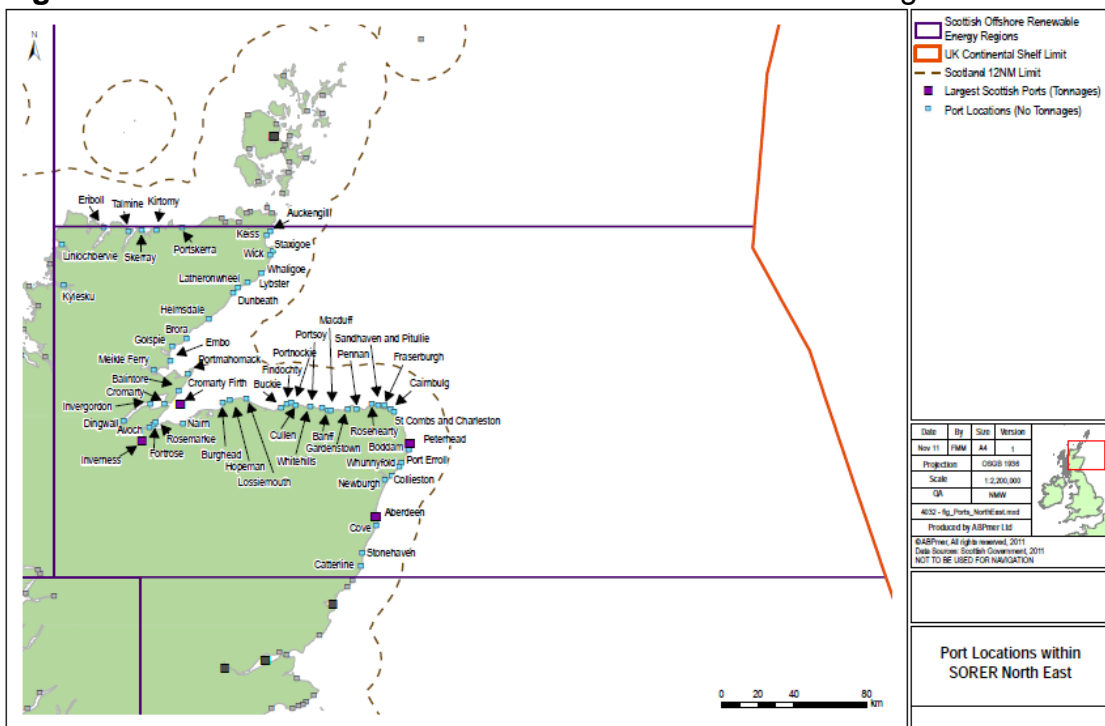 N
Scottish Offshore Renewable
Energy Regions
UK Continental Shelf Limit
Scotland 12NM Limit
Largest Scottish Ports (Tonnages)
Port Locations (No Tonnages)
Eriboll
Talmine
Kirtomy
Auckengill
Keiss
Staxigoe
Wick
Linlochbervie
Skerray
Portskerra
Whaligoe
Latheronwheel
Lybster
Kylesku
Dunbeath
Helmsdale
Macduff
Brora
Portsoy
Sandhaven and Pitullie
Golspie
Embo
Portnockie
Pennan
Fraserburgh
Meikle Ferry
Portmahomack
Findochty
Cairnbulg
Balintore
Cromarty Firth
Buckie
Cromarty
Invergordon
St Combs and Charleston
Dingwall
Nairn
Cullen
Banff
Rosehearty
Peterhead
Avoch
Rosemarkie
Gardenstown
Boddam
Fortrose
Burghead
Whitehills
Port Erroll
Inverness
Hopeman
Whunnyfold
Lossiemouth
Newburgh
Collieston
Aberdeen
Cove
Stonehaven
Catterline
0 20 40 60 80
km
Date By Size Version
Nov 11 FMM A4 1
Projection OSGB 1936
Scale 1:2,200,000
QA NMW
4032 - fig_Ports_NorthEast.mxd
Produced by ABPmer Ltd
©ABPmer, All rights reserved, 2011
Data Sources: Scottish Government, 2011
NOT TO BE USED FOR NAVIGATION
Port Locations within
SORER North East